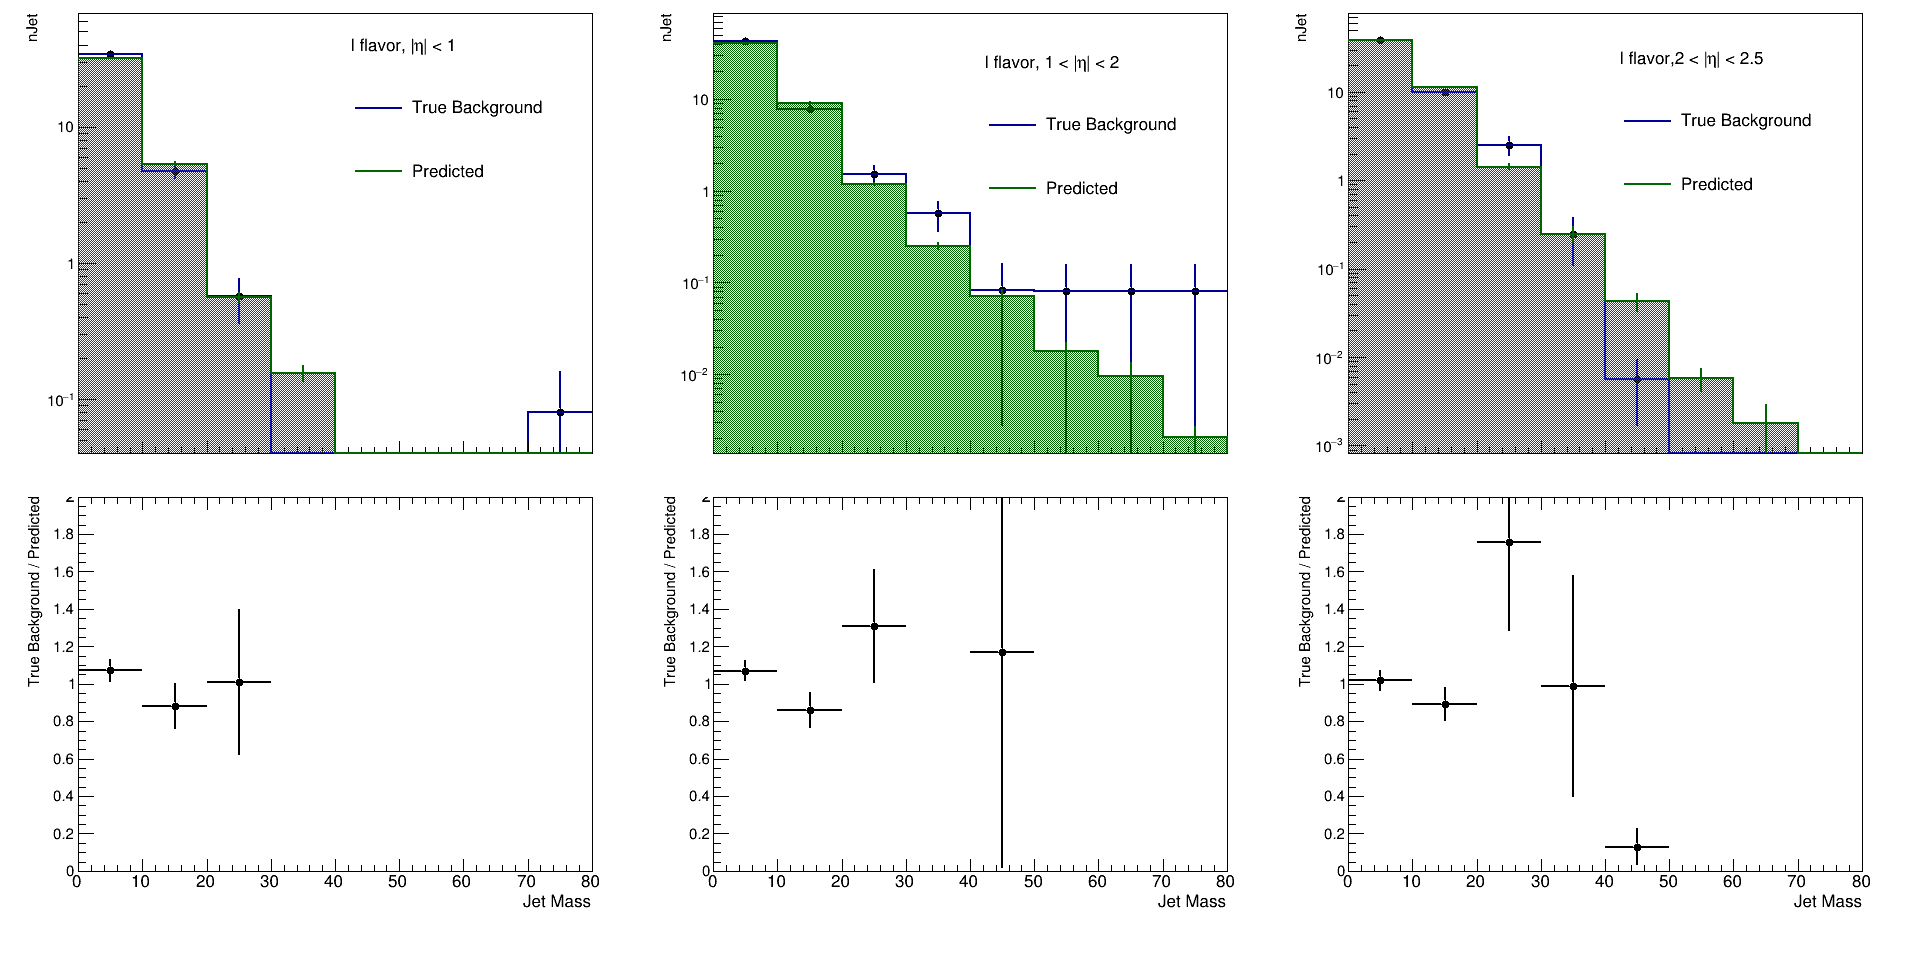 nJet
l flavor, |η| < 1
True Background
Predicted
10
1
10⁻¹
nJet
l flavor, 1 < |η| < 2
True Background
Predicted
10
1
10⁻¹
10⁻²
nJet
l flavor,2 < |η| < 2.5
True Background
Predicted
10
1
10⁻¹
10⁻²
10⁻³
True Background / Predicted
2
1.8
1.6
1.4
1.2
1
0.8
0.6
0.4
0.2
0
0 10 20 30 40 50 60 70 80
Jet Mass
True Background / Predicted
2
1.8
1.6
1.4
1.2
1
0.8
0.6
0.4
0.2
0
0 10 20 30 40 50 60 70 80
Jet Mass
True Background / Predicted
2
1.8
1.6
1.4
1.2
1
0.8
0.6
0.4
0.2
0
0 10 20 30 40 50 60 70 80
Jet Mass